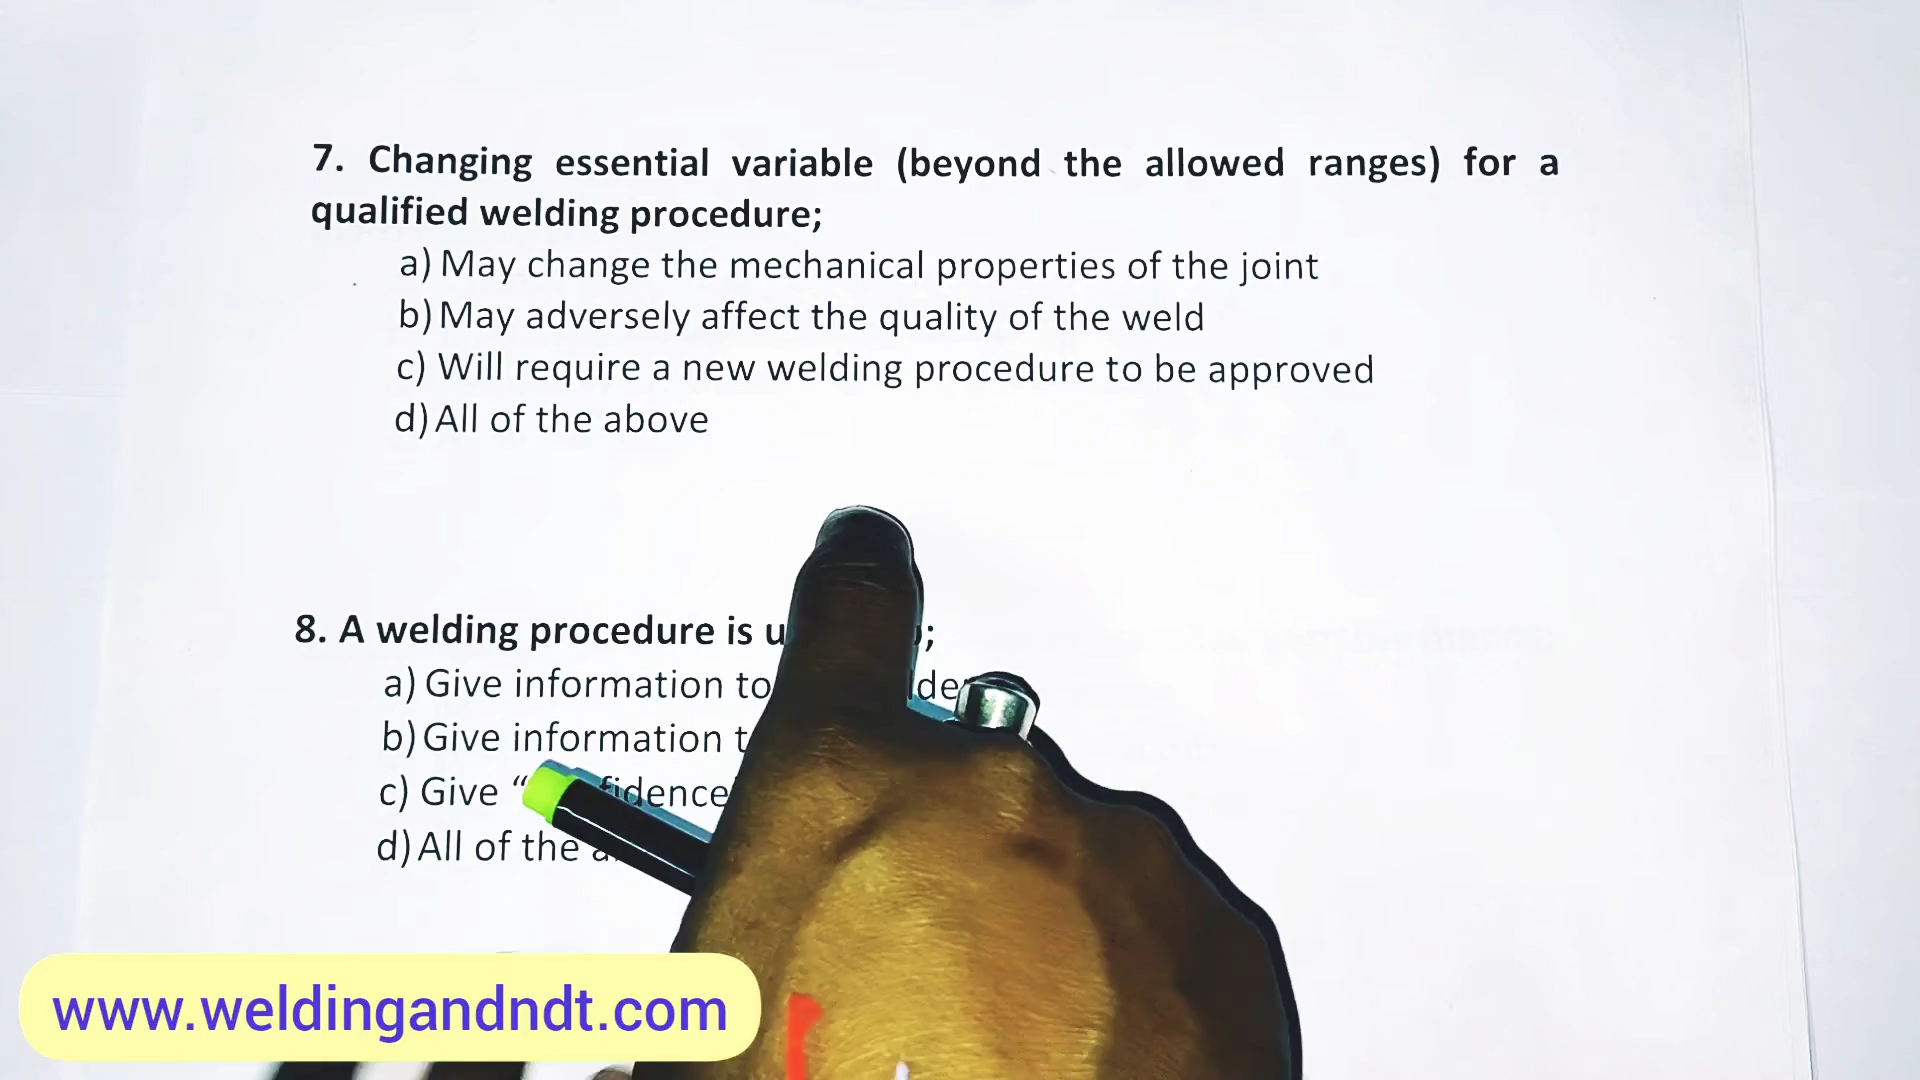 7. Changing essential variable (beyond the allowed ranges) for a
qualified welding procedure;
a) May change the mechanical properties of the joint
b) May adversely affect the quality of the weld
c) Will require a new welding procedure to be approved
d) All of the above
8. A welding procedure is
a) Give information to
b) Give information
c) Give
d) All of the
www.weldingandndt.com